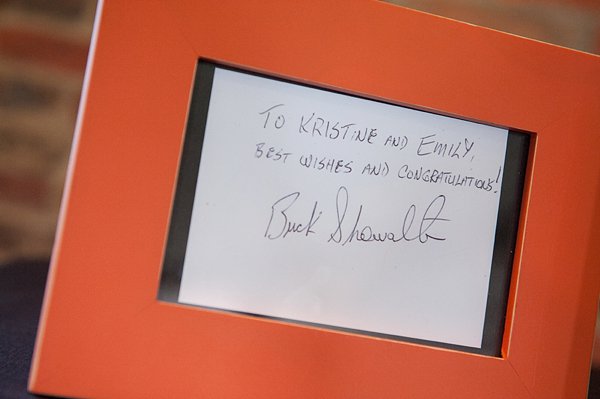 TO KRISTINE AND EMILY,
BEST WISHES AND CONGRATULATIONS!
Buck Showalter